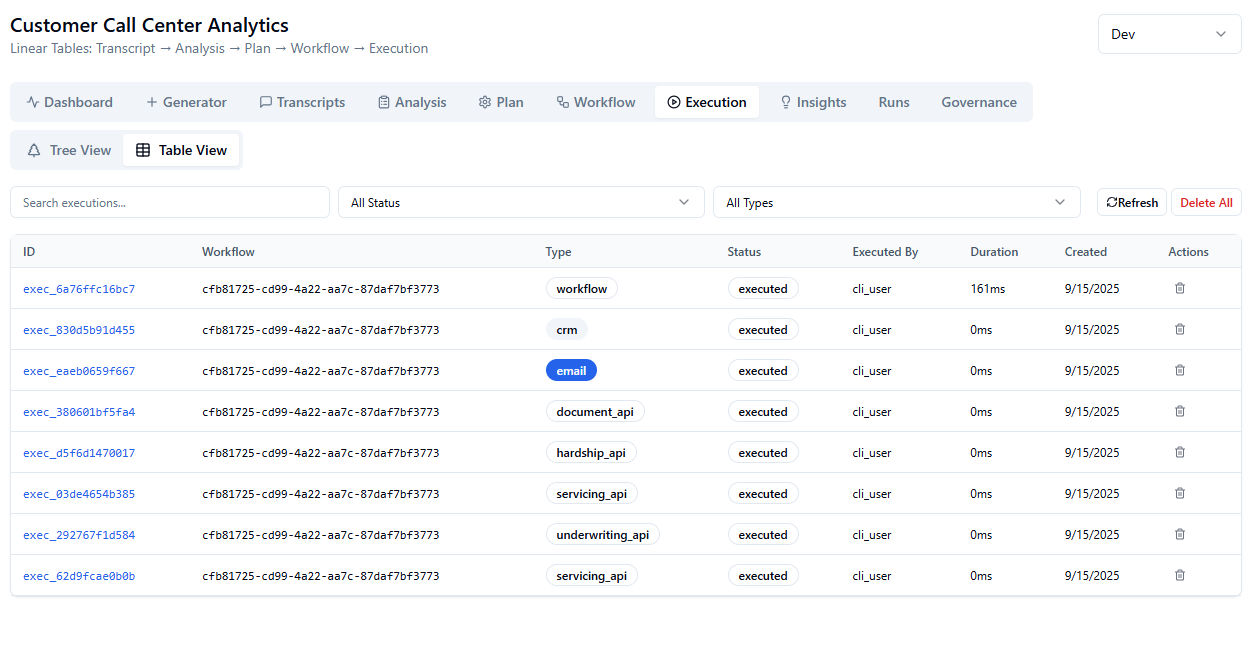 Customer Call Center Analytics
Linear Tables: Transcript → Analysis → Plan → Workflow → Execution
Dev
Dashboard Generator Transcripts Analysis Plan Workflow Execution Insights Runs Governance
Tree View Table View
Search executions... All Status All Types Refresh Delete All
ID Workflow Type Status Executed By Duration Created Actions
exec_6a76ffc16bc7 cfb81725-cd99-4a22-aa7c-87daf7bf3773 workflow executed cli_user 161ms 9/15/2025
exec_830d5b91d455 cfb81725-cd99-4a22-aa7c-87daf7bf3773 crm executed cli_user 0ms 9/15/2025
exec_eaeb0659f667 cfb81725-cd99-4a22-aa7c-87daf7bf3773 email executed cli_user 0ms 9/15/2025
exec_380601bf5fa4 cfb81725-cd99-4a22-aa7c-87daf7bf3773 document_api executed cli_user 0ms 9/15/2025
exec_d5f6d1470017 cfb81725-cd99-4a22-aa7c-87daf7bf3773 hardship_api executed cli_user 0ms 9/15/2025
exec_03de4654b385 cfb81725-cd99-4a22-aa7c-87daf7bf3773 servicing_api executed cli_user 0ms 9/15/2025
exec_292767f1d584 cfb81725-cd99-4a22-aa7c-87daf7bf3773 underwriting_api executed cli_user 0ms 9/15/2025
exec_62d9fcae0b0b cfb81725-cd99-4a22-aa7c-87daf7bf3773 servicing_api executed cli_user 0ms 9/15/2025